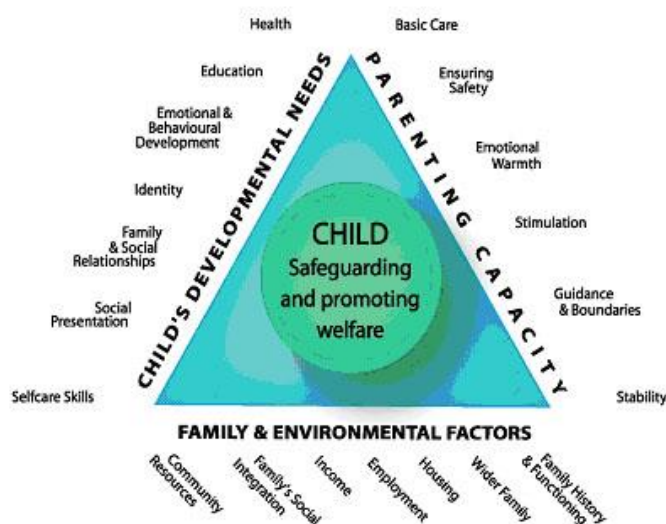 Health
Education
Emotional &
Behavioural
Development
Identity
Family
& Social
Relationships
Social
Presentation
Selfcare Skills
CHILD'S DEVELOPMENTAL NEEDS
CHILD
Safeguarding
and promoting
welfare
PARENTING CAPACITY
Basic Care
Ensuring
Safety
Emotional
Warmth
Stimulation
Guidance
& Boundaries
Stability
FAMILY & ENVIRONMENTAL FACTORS
Community
Resources
Family's Social
Integration
Income
Employment
Housing
Wider Family
Family History
& Functioning